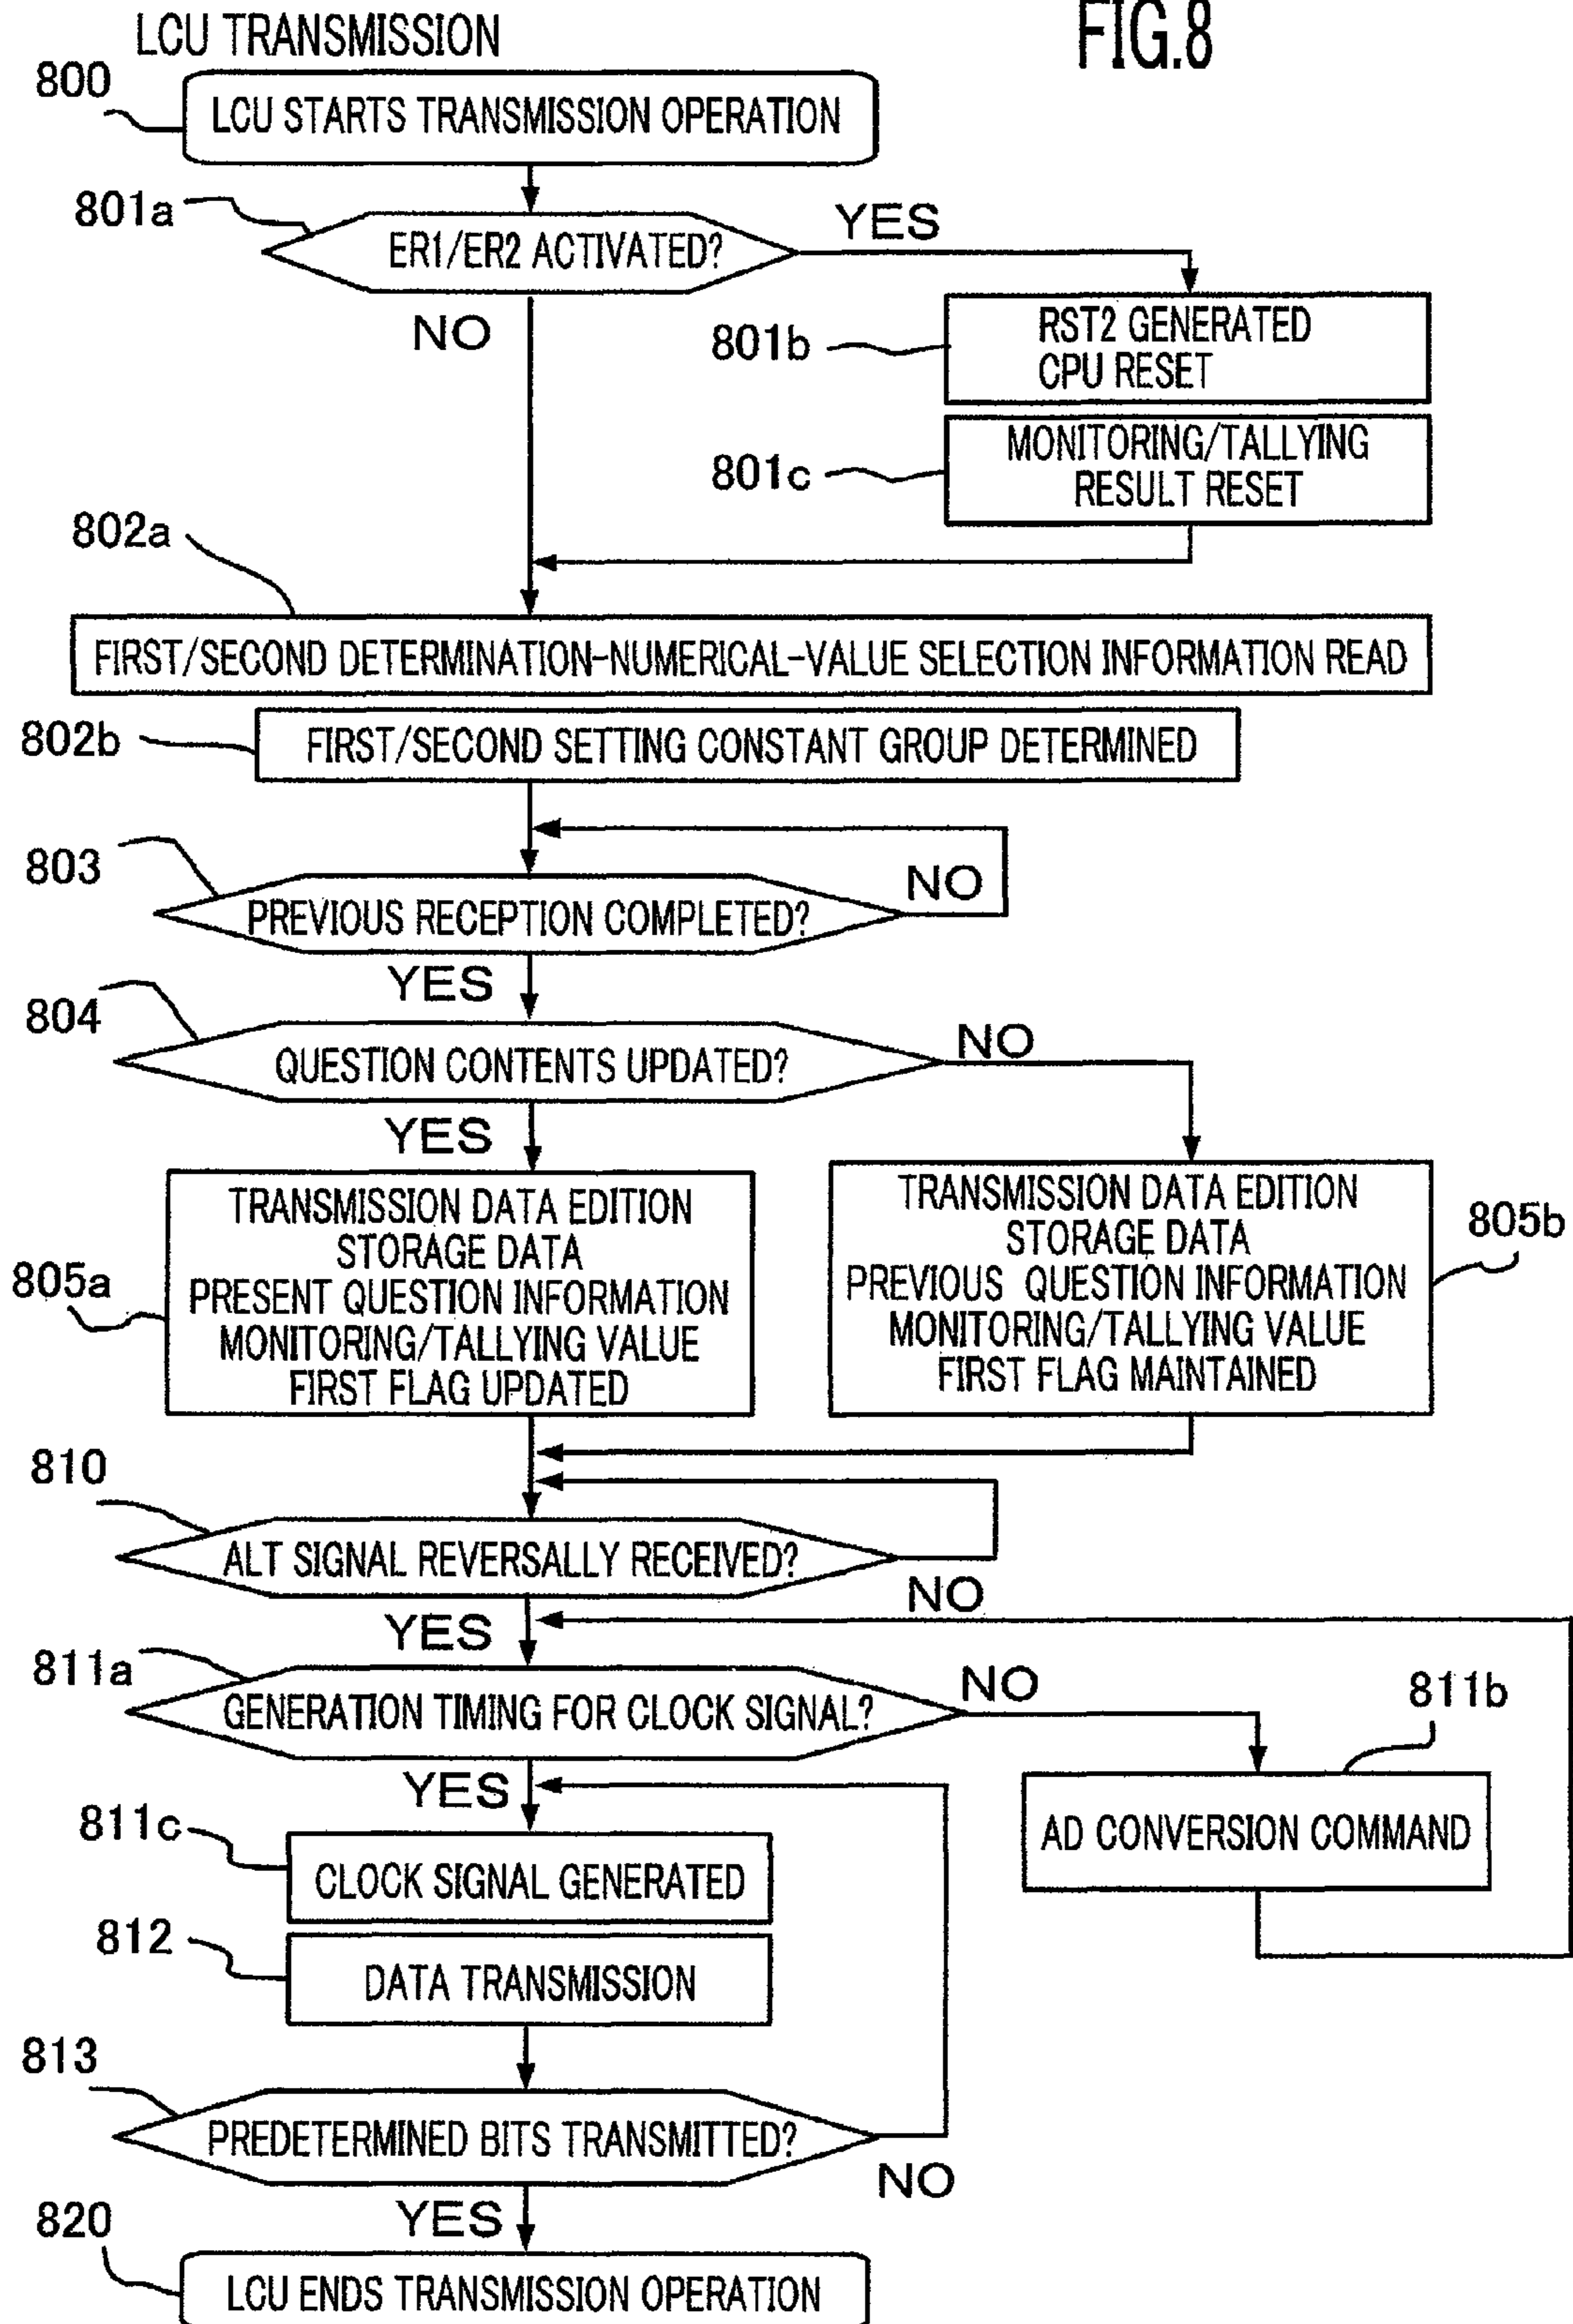 LCU TRANSMISSION
FIG.8
800
LCU STARTS TRANSMISSION OPERATION
801a
ER1/ER2 ACTIVATED?
YES
NO
801b
RST2 GENERATED
CPU RESET
801c
MONITORING/TALLYING
RESULT RESET
802a
FIRST/SECOND DETERMINATION-NUMERICAL-VALUE SELECTION INFORMATION READ
802b
FIRST/SECOND SETTING CONSTANT GROUP DETERMINED
803
PREVIOUS RECEPTION COMPLETED?
NO
YES
804
QUESTION CONTENTS UPDATED?
NO
YES
805a
TRANSMISSION DATA EDITION
STORAGE DATA
PRESENT QUESTION INFORMATION
MONITORING/TALLYING VALUE
FIRST FLAG UPDATED
TRANSMISSION DATA EDITION
STORAGE DATA
PREVIOUS QUESTION INFORMATION
MONITORING/TALLYING VALUE
FIRST FLAG MAINTAINED
805b
810
ALT SIGNAL REVERSALLY RECEIVED?
NO
YES
811a
GENERATION TIMING FOR CLOCK SIGNAL?
NO
811b
AD CONVERSION COMMAND
YES
811c
CLOCK SIGNAL GENERATED
812
DATA TRANSMISSION
813
PREDETERMINED BITS TRANSMITTED?
NO
YES
820
LCU ENDS TRANSMISSION OPERATION